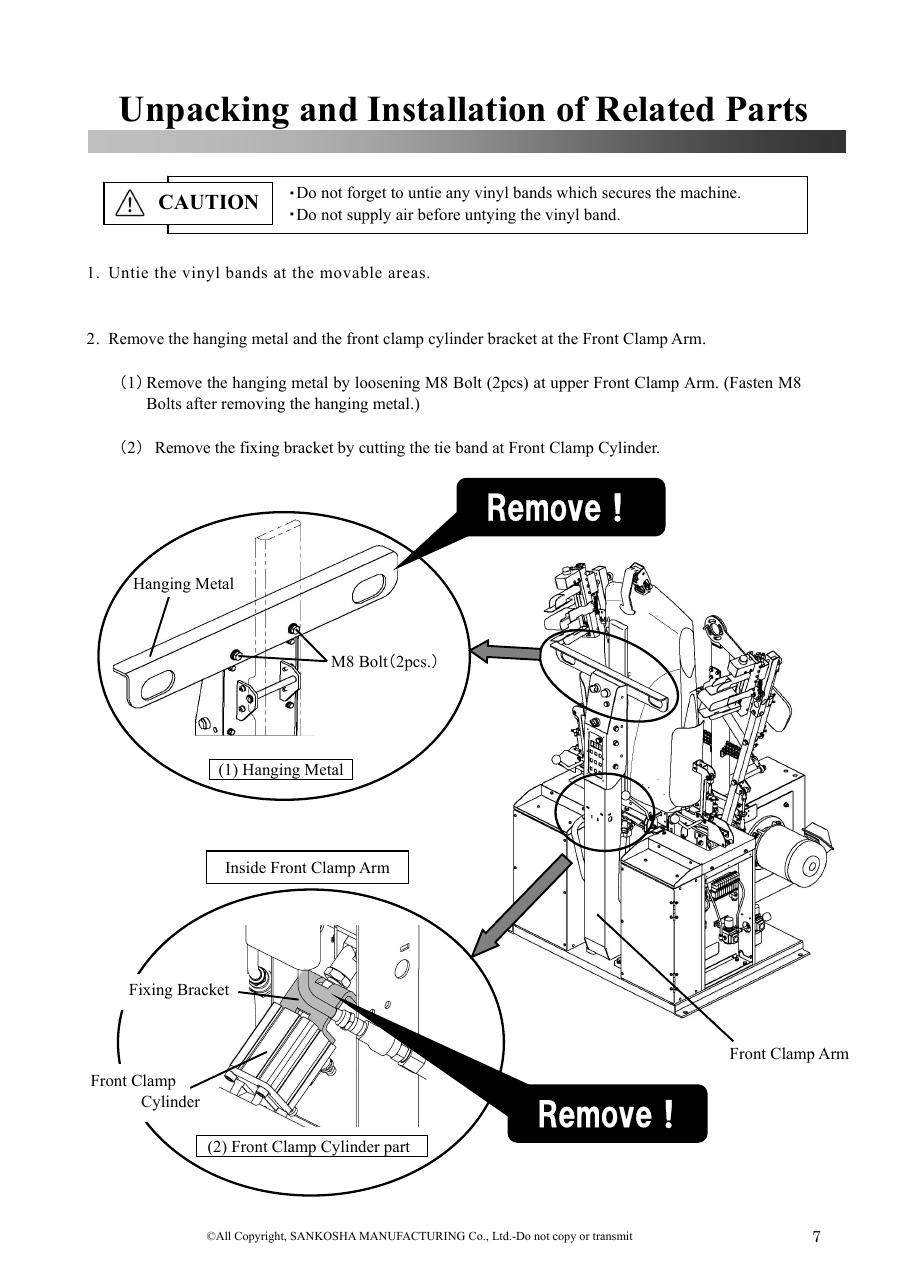 Unpacking and Installation of Related Parts
CAUTION
・Do not forget to untie any vinyl bands which secures the machine.
・Do not supply air before untying the vinyl band.
1. Untie the vinyl bands at the movable areas.
2. Remove the hanging metal and the front clamp cylinder bracket at the Front Clamp Arm.
（1）Remove the hanging metal by loosening M8 Bolt (2pcs) at upper Front Clamp Arm. (Fasten M8
Bolts after removing the hanging metal.)
（2） Remove the fixing bracket by cutting the tie band at Front Clamp Cylinder.
Remove！
Hanging Metal
M8 Bolt（2pcs.）
(1) Hanging Metal
Inside Front Clamp Arm
Fixing Bracket
Front Clamp Arm
Front Clamp
Cylinder
Remove！
(2) Front Clamp Cylinder part
©All Copyright, SANKOSHA MANUFACTURING Co., Ltd.-Do not copy or transmit
7